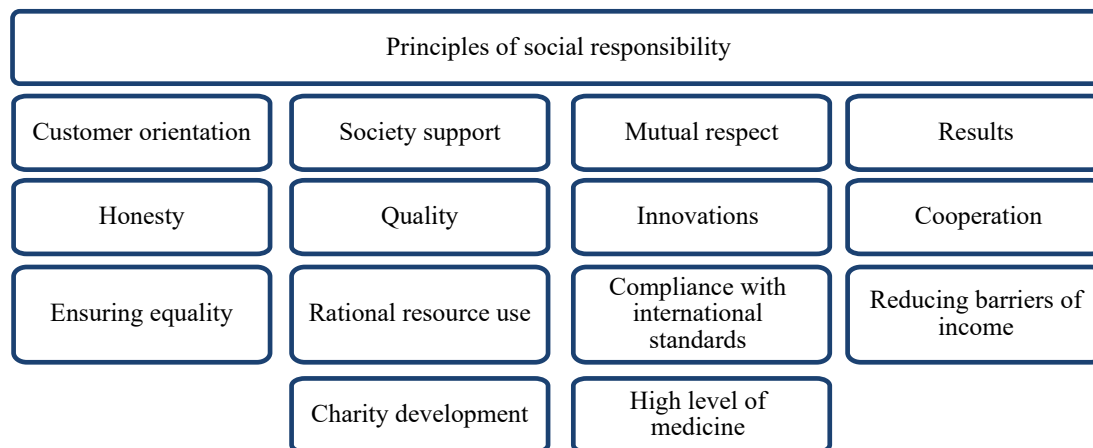 Principles of social responsibility
Customer orientation
Society support
Mutual respect
Results
Honesty
Quality
Innovations
Cooperation
Ensuring equality
Rational resource use
Compliance with
international
standards
Reducing barriers of
income
Charity development
High level of
medicine